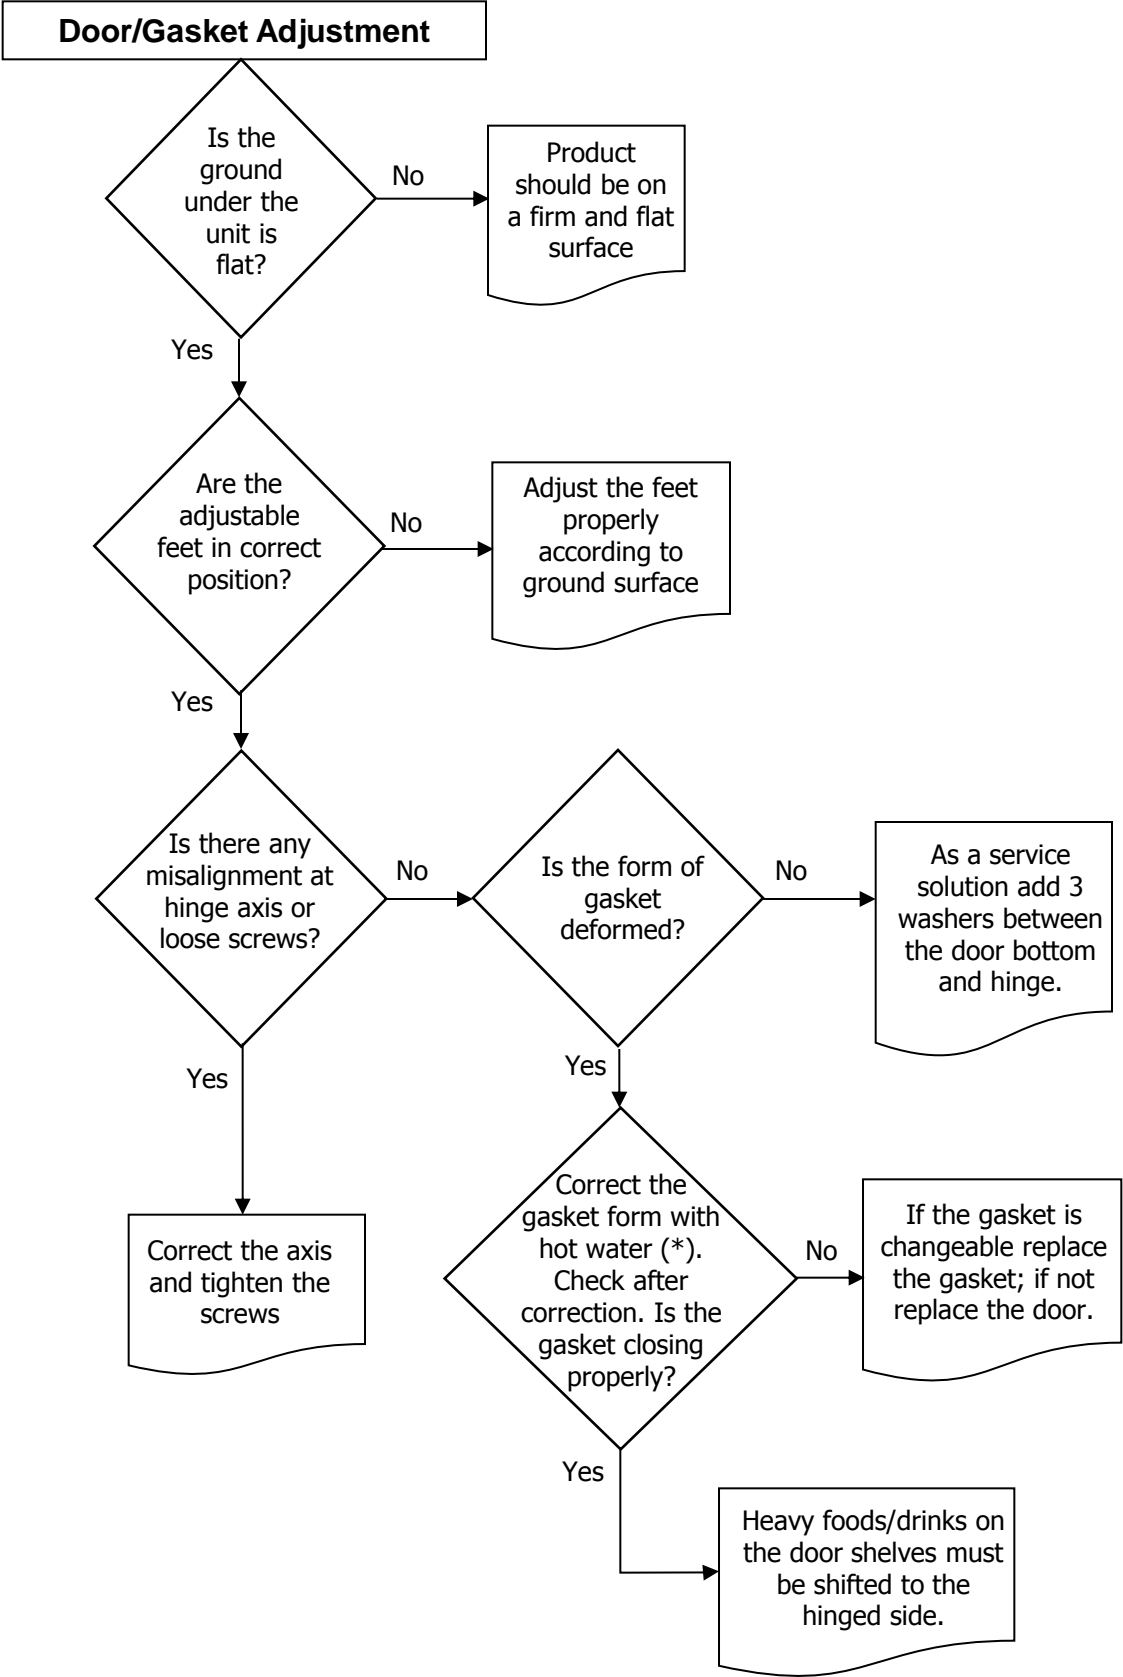 Door/Gasket Adjustment
Is the
ground
under the
unit is
flat?
No
Product
should be on
a firm and flat
surface
Yes
Are the
adjustable
feet in correct
position?
No
Adjust the feet
properly
according to
ground surface
Yes
Is there any
misalignment at
hinge axis or
loose screws?
No
Is the form of
gasket
deformed?
No
As a service
solution add 3
washers between
the door bottom
and hinge.
Yes
Yes
Correct the axis
and tighten the
screws
Correct the
gasket form with
hot water (*).
Check after
correction. Is the
gasket closing
properly?
No
If the gasket is
changeable replace
the gasket; if not
replace the door.
Yes
Heavy foods/drinks on
the door shelves must
be shifted to the
hinged side.